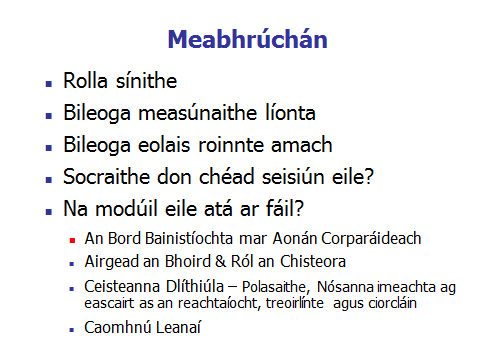 Meabhrúchán
Rolla sínithe
Bileoga measúnaithe líonta
Bileoga eolais roinnte amach
Socraithe don chéad seisiún eile?
Na modúil eile atá ar fáil?
An Bord Bainistíochta mar Aonán Corparáideach
Airgead an Bhoird & Ról an Chisteora
Ceisteanna Dlíthiúla – Polasaithe, Nósanna imeachta ag
eascairt as an reachtaíocht, treoirlínte agus ciorcláin
Caomhnú Leanaí